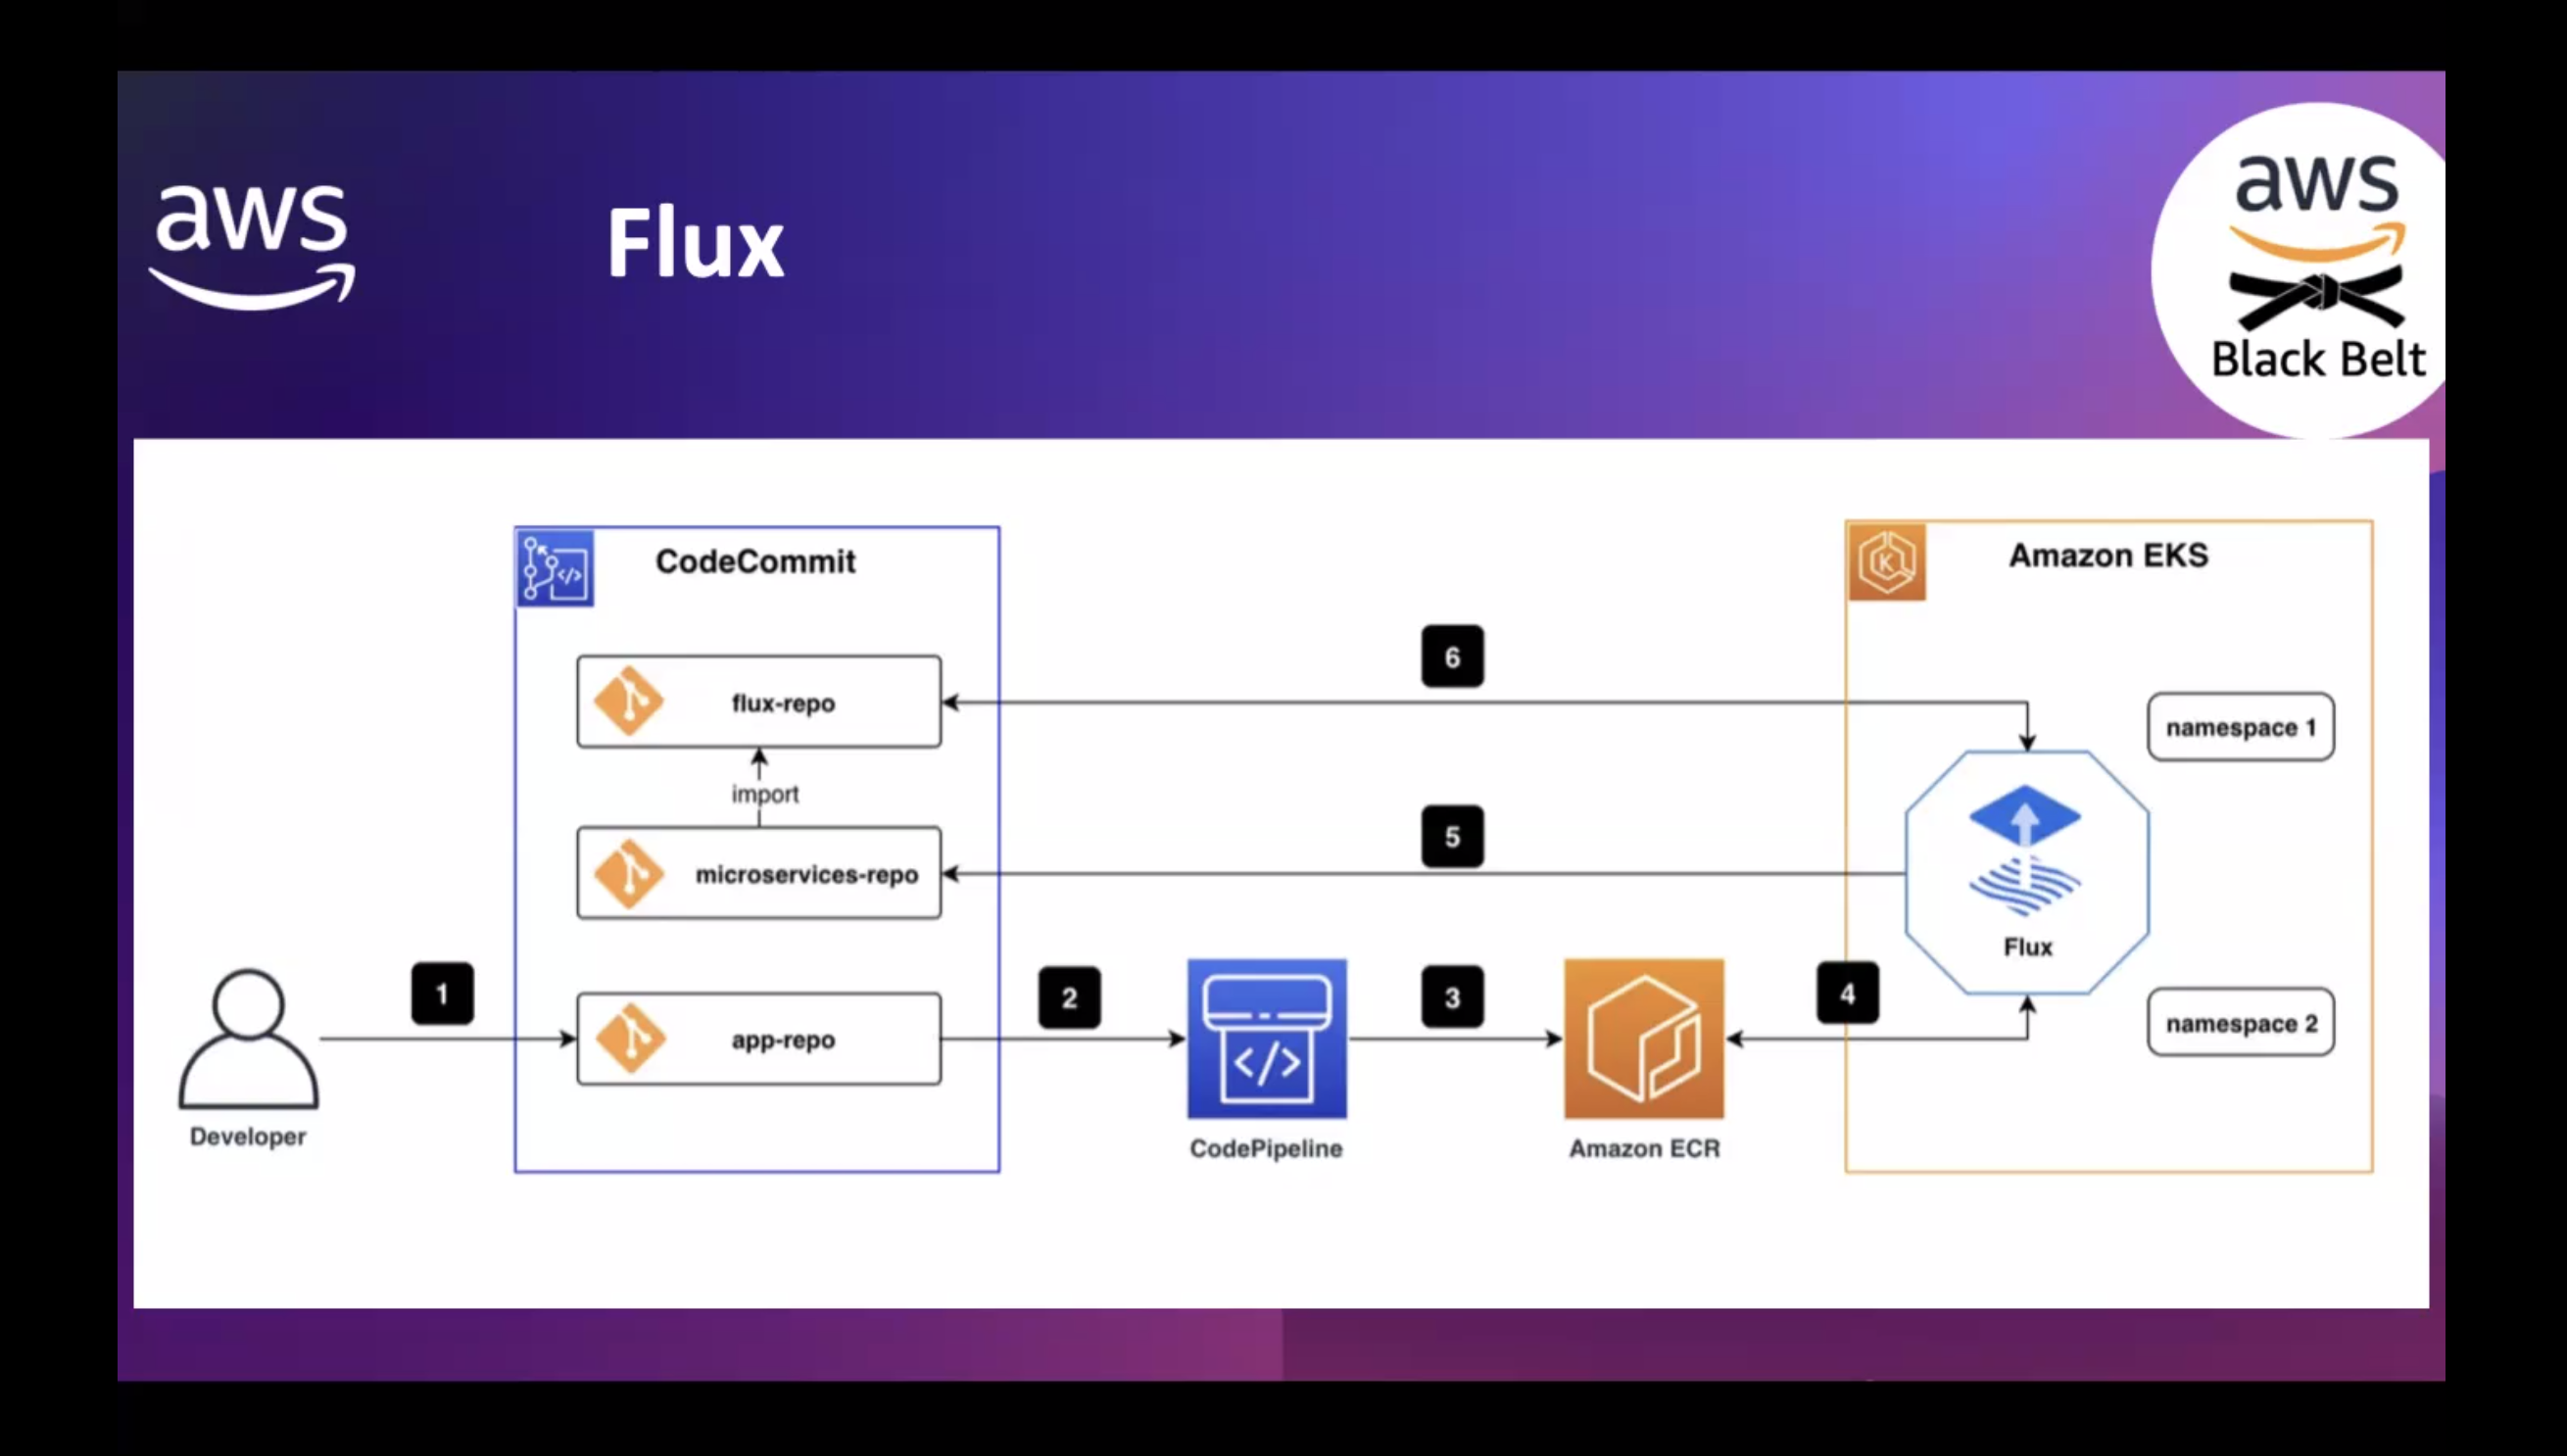 aws
Flux
aws
Black Belt
CodeCommit
Amazon EKS
6
flux-repo
namespace 1
import
5
microservices-repo
Flux
1
2
3
4
app-repo
namespace 2
Developer
CodePipeline
Amazon ECR